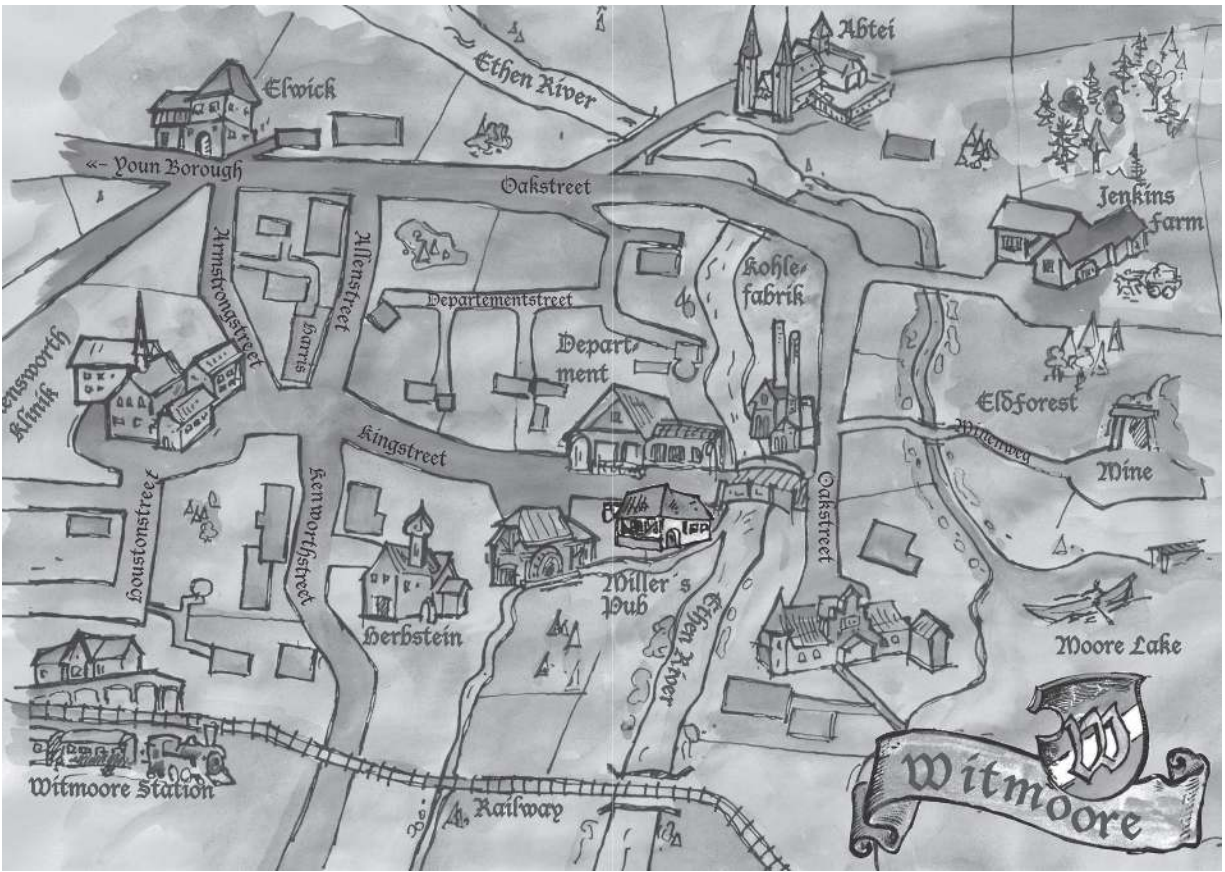 Abtei
Elwick
Ethen River
«- Youn Borough
Oakstreet
Jenkins
Farm
Armstrongstreet
Allenstreet
Kohle-
fabrik
Departementstreet
Harris
Depart-
ment
ensworth
Klinik
Eldforest
Kingstreet
Minenweg
Mine
Oakstreet
Houstonstreet
Kenworthstreet
Miller´s
Pub
Ethen River
Herbstein
Moore Lake
Witmoore Station
Railway
Witmoore